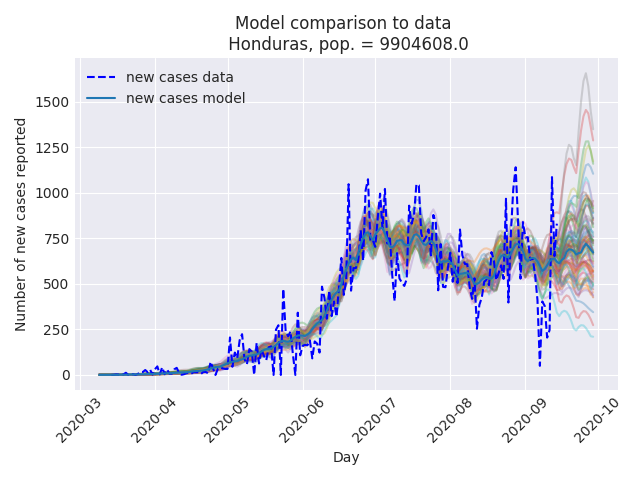 Model comparison to data
Honduras, pop. = 9904608.0
new cases data
new cases model
Number of new cases reported
1500
1250
1000
750
500
250
0
2020-03
2020-04
2020-05
2020-06
2020-07
2020-08
2020-09
2020-10
Day